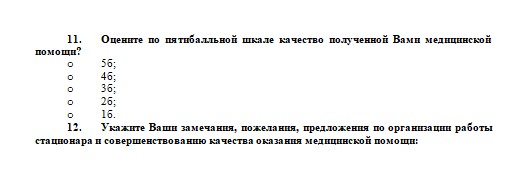 11. Оцените по пятибалльной шкале качество полученной Вами медицинской
помощи?
o 5б;
o 4б;
o 3б;
o 2б;
o 1б.
12. Укажите Ваши замечания, пожелания, предложения по организации работы
стационара и совершенствованию качества оказания медицинской помощи: